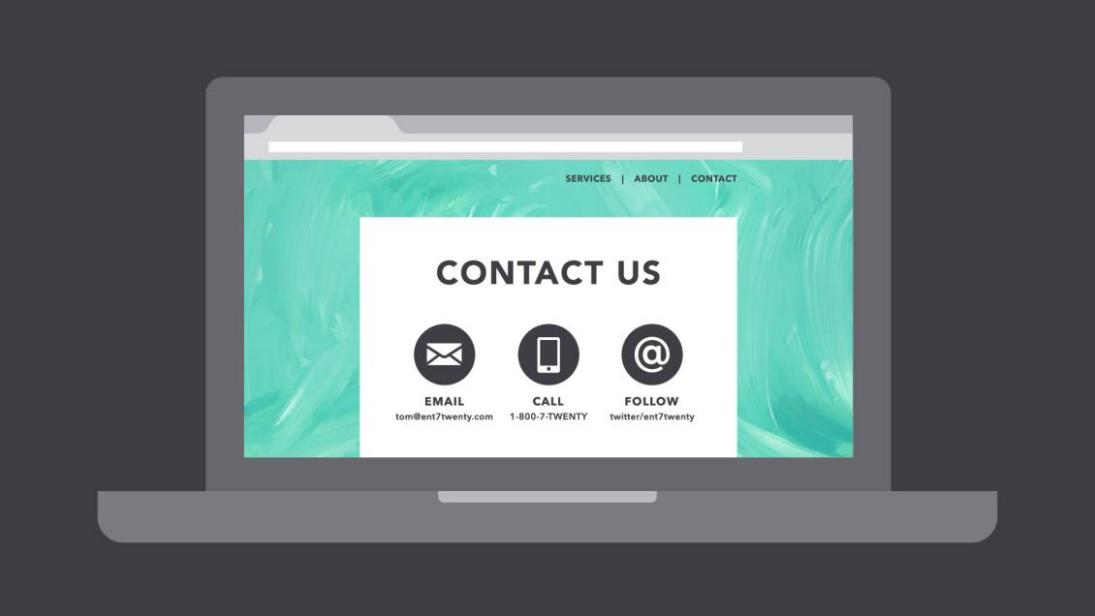 SERVICES | ABOUT | CONTACT
CONTACT US
@
EMAIL CALL FOLLOW
tom@ent7twenty.com 1-800-7-TWENTY twitter/ent7twenty